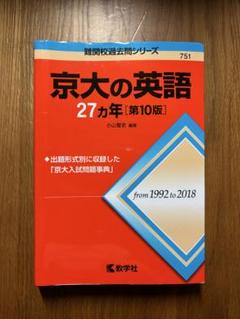 難関校過去問シリーズ
751
京大の英語
27カ年［第10版］
編著
◆出題形式別に収録した
「京大入試問題事典」
from 1992 to 2018
教学社